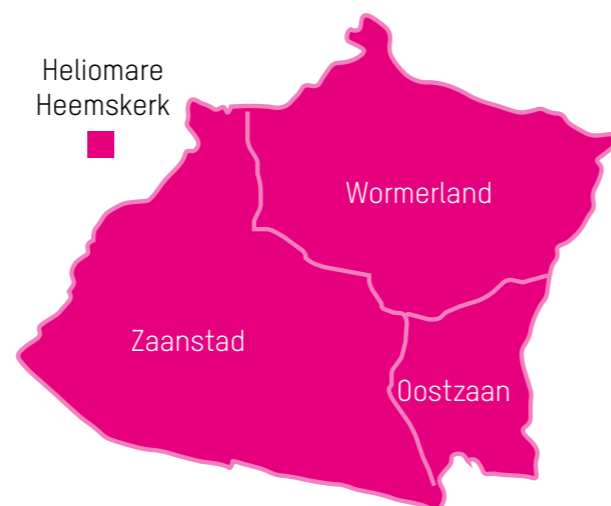 Heliomare
Heemskerk
Wormerland
Zaanstad
Oostzaan